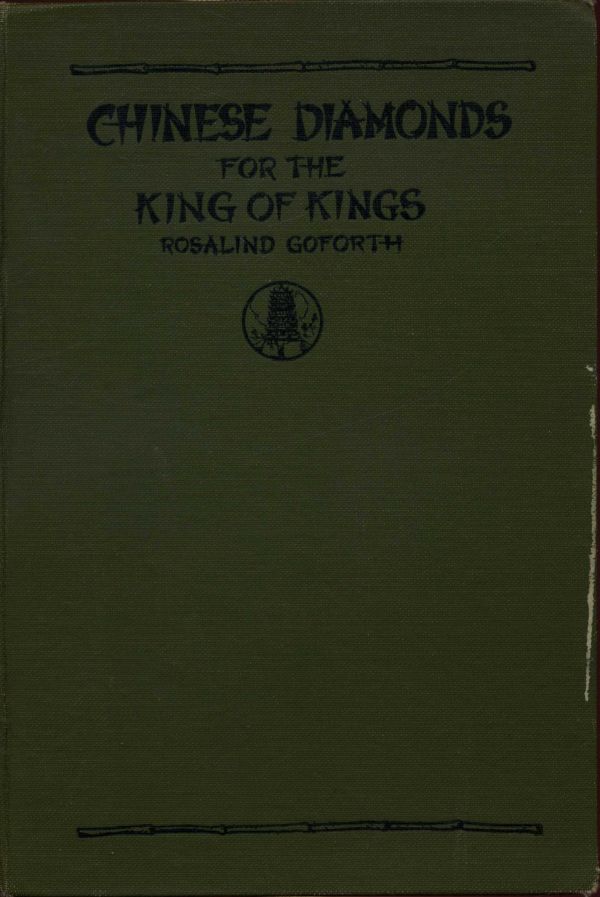 CHINESE DIAMONDS
FOR THE
KING OF KINGS
ROSALIND GOFORTH